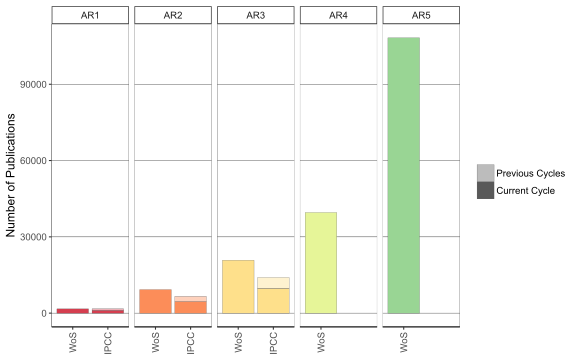 AR1 AR2 AR3 AR4 AR5
Number of Publications
90000
60000
30000
0
WoS IPCC WoS IPCC WoS IPCC WoS WoS
Previous Cycles
Current Cycle